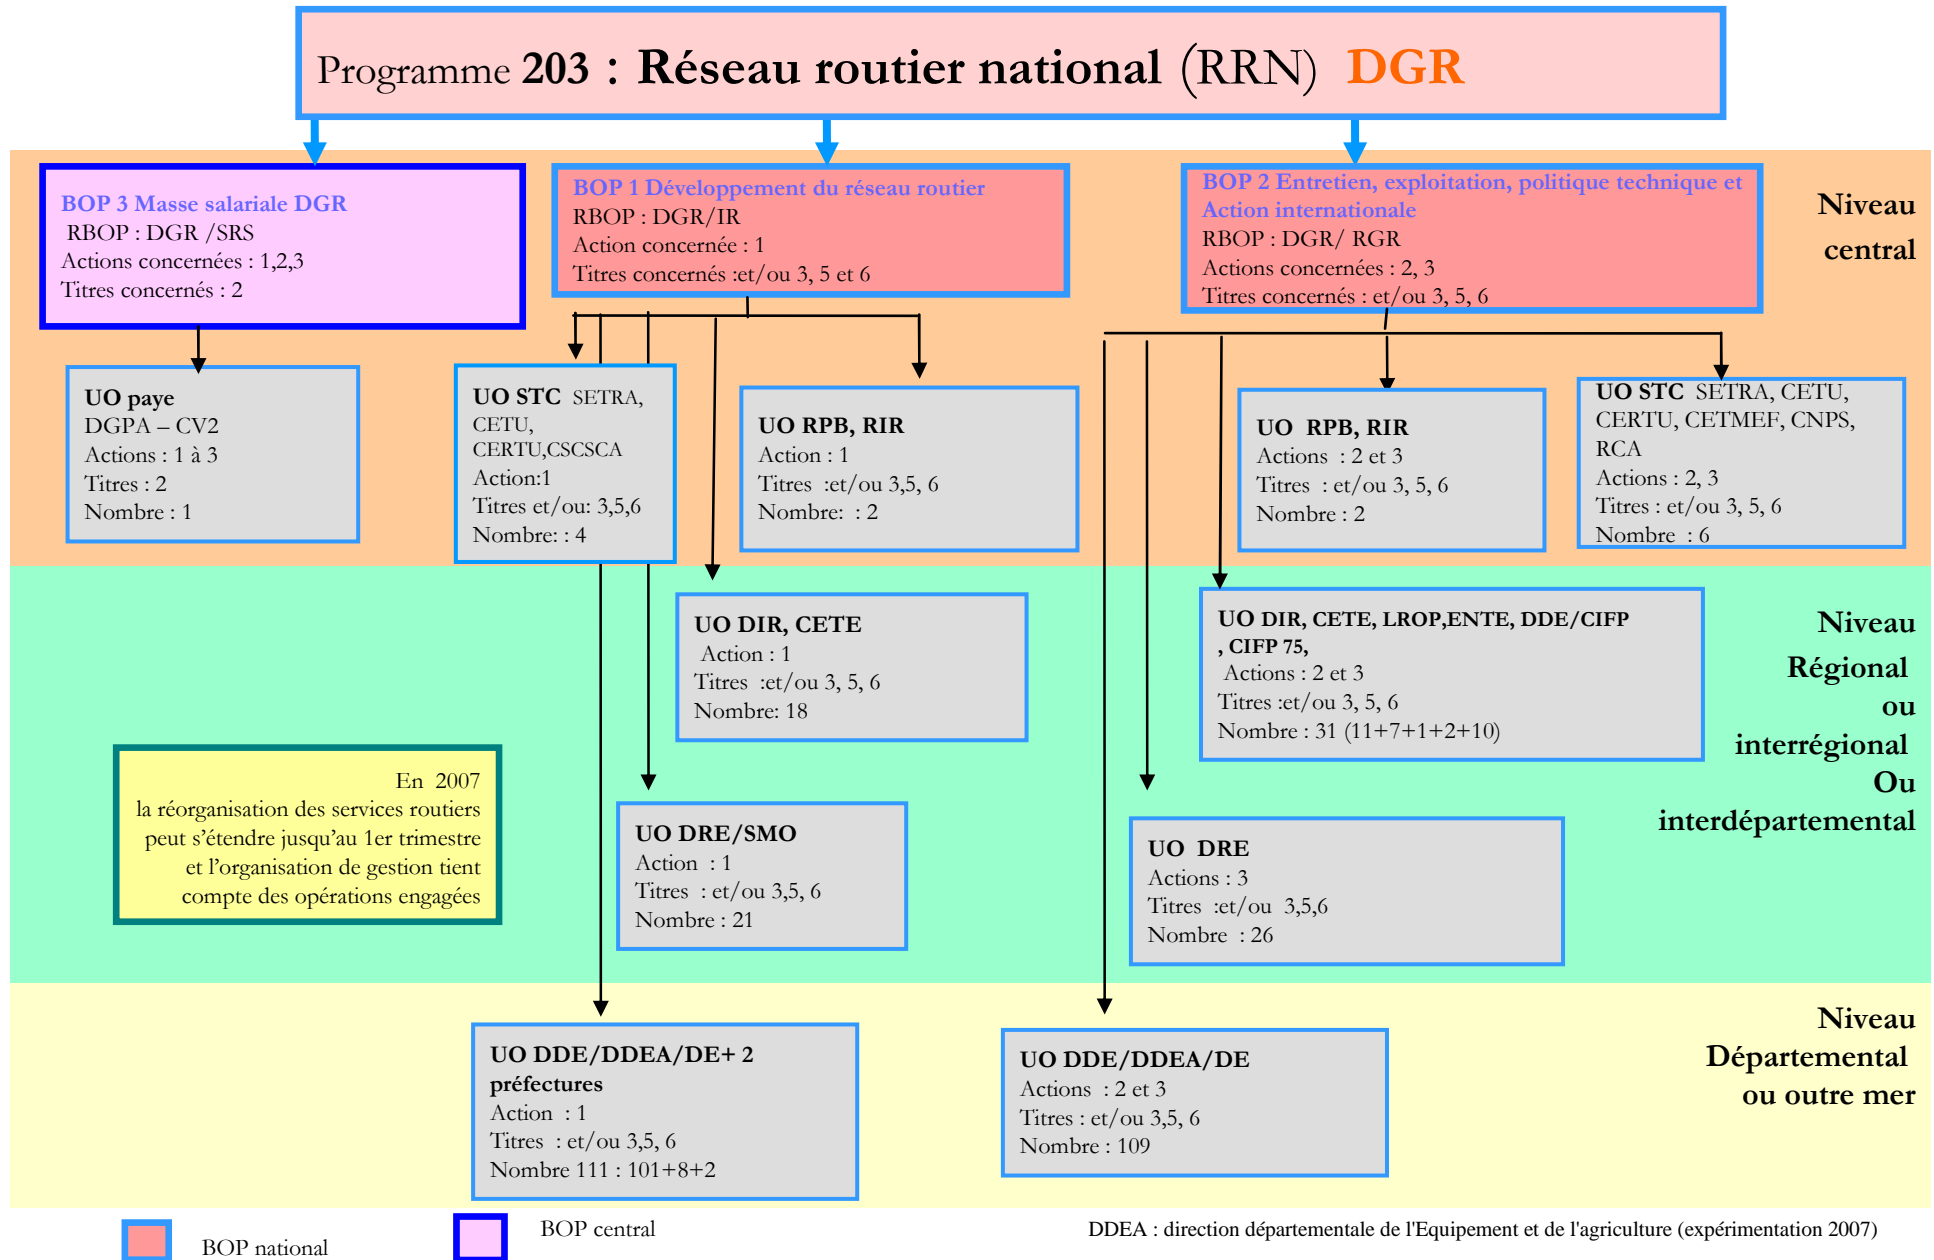 Programme 203 : Réseau routier national (RRN) DGR
BOP 3 Masse salariale DGR
RBOP : DGR /SRS
Actions concernées : 1,2,3
Titres concernés : 2
BOP 1 Développement du réseau routier
RBOP : DGR/IR
Action concernée : 1
Titres concernés :et/ou 3, 5 et 6
BOP 2 Entretien, exploitation, politique technique et
Action internationale
RBOP : DGR/ RGR
Actions concernées : 2, 3
Titres concernés : et/ou 3, 5, 6
Niveau
central
UO paye
DGPA – CV2
Actions : 1 à 3
Titres : 2
Nombre : 1
UO STC SETRA,
CETU,
CERTU,CSCSCA
Action:1
Titres et/ou: 3,5,6
Nombre: : 4
UO RPB, RIR
Action : 1
Titres :et/ou 3,5, 6
Nombre: : 2
UO RPB, RIR
Actions : 2 et 3
Titres : et/ou 3, 5, 6
Nombre : 2
UO STC SETRA, CETU,
CERTU, CETMEF, CNPS,
RCA
Actions : 2, 3
Titres : et/ou 3, 5, 6
Nombre : 6
UO DIR, CETE
Action : 1
Titres :et/ou 3, 5, 6
Nombre: 18
UO DIR, CETE, LROP,ENTE, DDE/CIFP
, CIFP 75,
Actions : 2 et 3
Titres :et/ou 3, 5, 6
Nombre : 31 (11+7+1+2+10)
Niveau
Régional
ou
interrégional
Ou
interdépartemental
En 2007
la réorganisation des services routiers
peut s’étendre jusqu’au 1er trimestre
et l’organisation de gestion tient
compte des opérations engagées
UO DRE/SMO
Action : 1
Titres : et/ou 3,5, 6
Nombre : 21
UO DRE
Actions : 3
Titres :et/ou 3,5,6
Nombre : 26
UO DDE/DDEA/DE+ 2
préfectures
Action : 1
Titres : et/ou 3,5, 6
Nombre 111 : 101+8+2
UO DDE/DDEA/DE
Actions : 2 et 3
Titres : et/ou 3,5, 6
Nombre : 109
Niveau
Départemental
ou outre mer
BOP national
BOP central
DDEA : direction départementale de l'Equipement et de l'agriculture (expérimentation 2007)